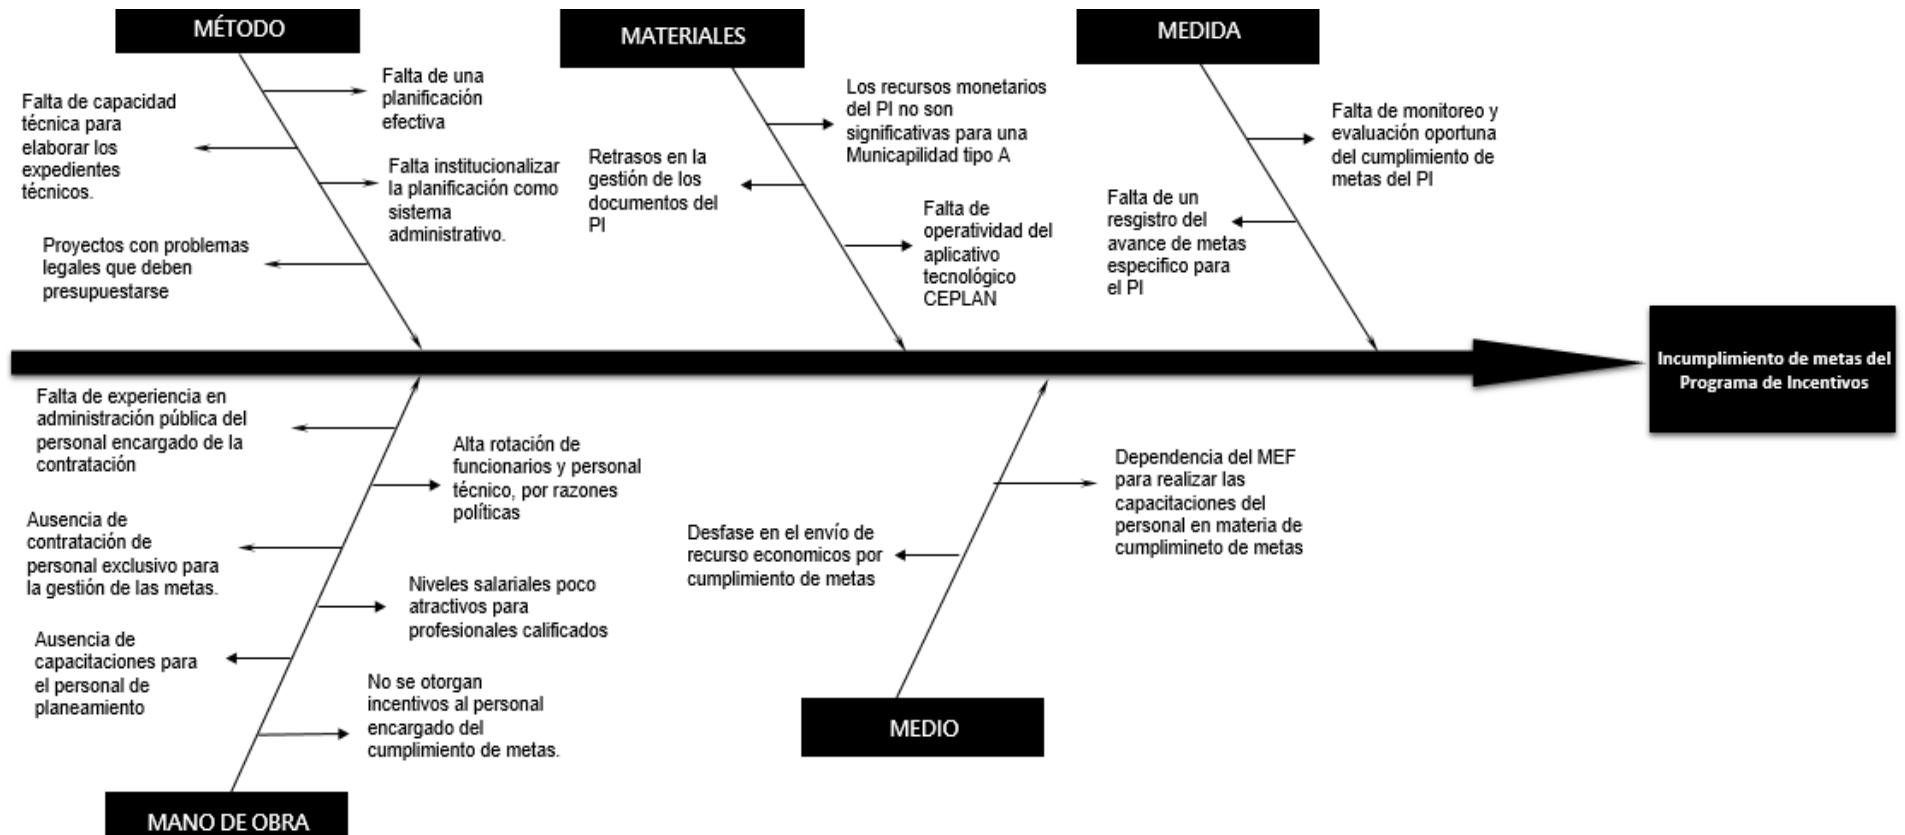 MÉTODO
Falta de una
planificación
efectiva
Falta de capacidad
técnica para
elaborar los
expedientes
técnicos.
Falta institucionalizar
la planificación como
sistema
administrativo.
Proyectos con problemas
legales que deben
presupuestarse
MATERIALES
Los recursos monetarios
del PI no son
significativas para una
Municapilidad tipo A
Retrasos en la
gestión de los
documentos del
PI
Falta de
operatividad del
aplicativo
tecnológico
CEPLAN
MEDIDA
Falta de monitoreo y
evaluación oportuna
del cumplimiento de
metas del PI
Falta de un
resgistro del
avance de metas
especifico para
el PI
Incumplimiento de metas del
Programa de Incentivos
Falta de experiencia en
administración pública del
personal encargado de la
contratación
Alta rotación de
funcionarios y personal
técnico, por razones
políticas
Ausencia de
contratación de
personal exclusivo para
la gestión de las metas.
Niveles salariales poco
atractivos para
profesionales calificados
Ausencia de
capacitaciones para
el personal de
planeamiento
No se otorgan
incentivos al personal
encargado del
cumplimiento de metas.
MANO DE OBRA
Dependencia del MEF
para realizar las
capacitaciones del
personal en materia de
cumplimineto de metas
Desfase en el envío de
recurso economicos por
cumplimiento de metas
MEDIO